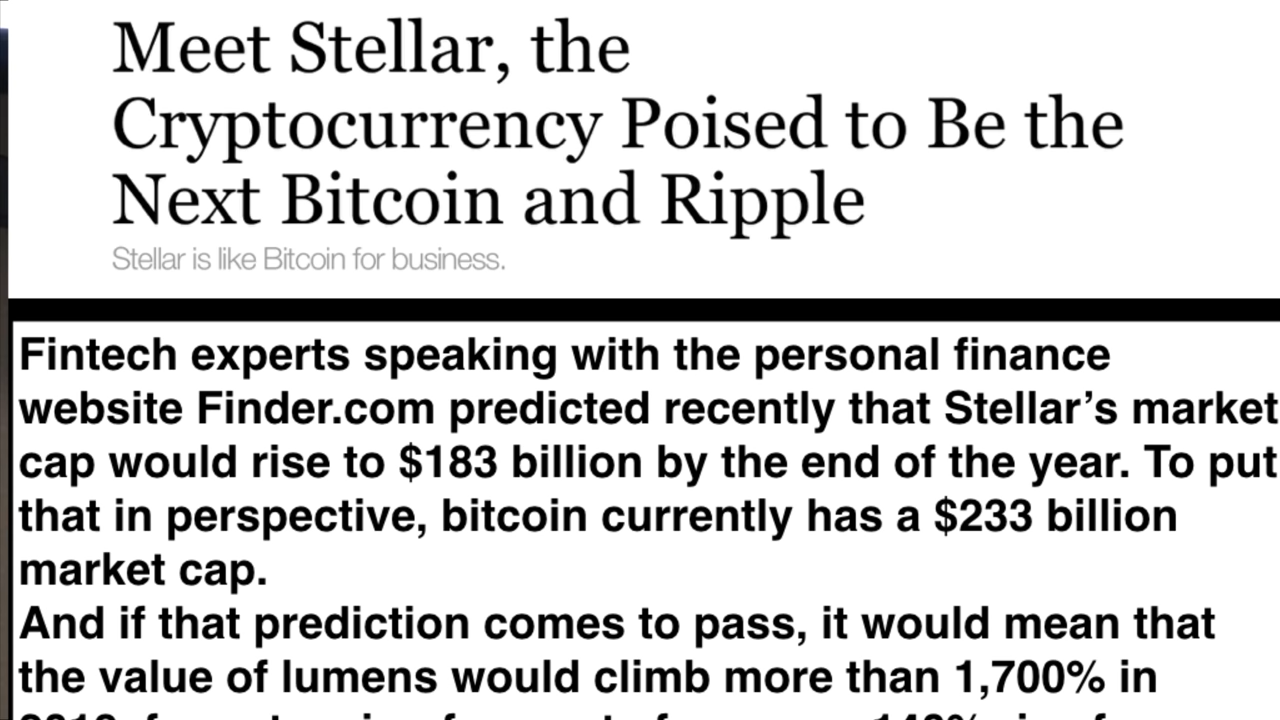 Meet Stellar, the
Cryptocurrency Poised to Be the
Next Bitcoin and Ripple
Stellar is like Bitcoin for business.
Fintech experts speaking with the personal finance
website Finder.com predicted recently that Stellar’s market
cap would rise to $183 billion by the end of the year. To put
that in perspective, bitcoin currently has a $233 billion
market cap.
And if that prediction comes to pass, it would mean that
the value of lumens would climb more than 1,700% in